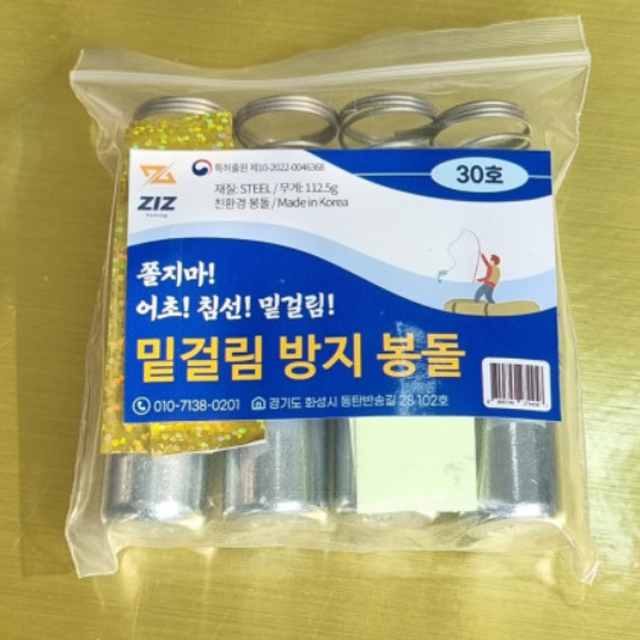 ZIZ
Fishing
특허출원 제10-2022-0046368
재질: STEEL / 무게: 112.5g
친환경 봉돌 / Made in Korea
30호
쫄지마!
어초! 침선! 밑걸림!
밑걸림 방지 봉돌
010-7138-0201 경기도 화성시 동탄반송길 28 102호